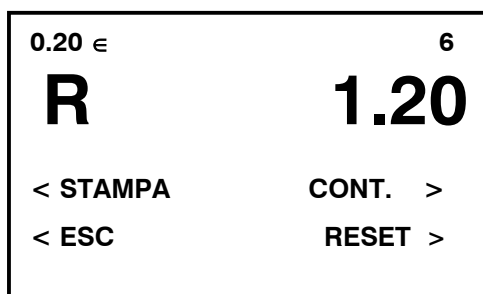 0.20 ∈ 6
R 1.20
< STAMPA CONT. >
< ESC RESET >